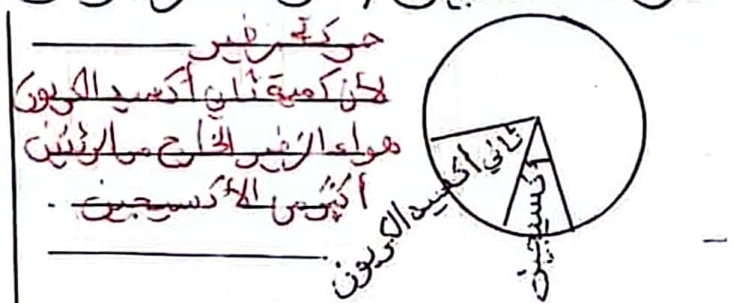 حركة زفير
لأن كمية ثاني أكسيد الكربون
هواء الزفير الخارج من الرئتين
أكثر من الأكسجين .
ثاني أكسيد الكربون
أكسجين